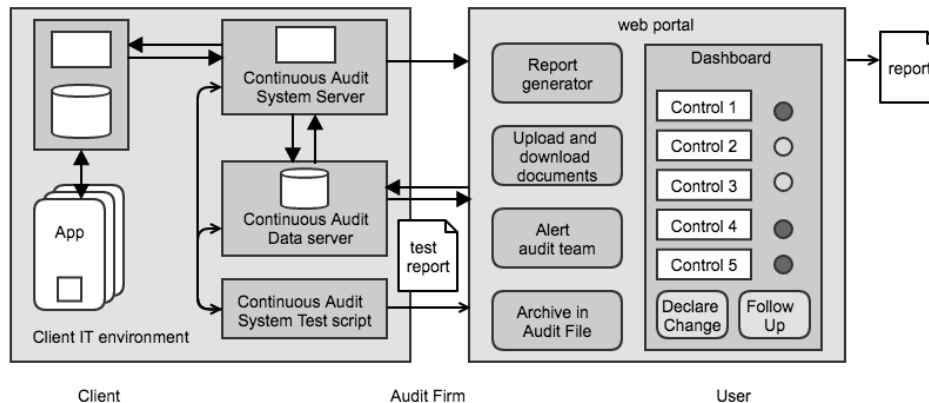 Continuous Audit
System Server
Continuous Audit
Data server
Continuous Audit
System Test script
App
Client IT environment
test
report
web portal
Report
generator
Upload and
download
documents
Alert
audit team
Archive in
Audit File
Dashboard
Control 1
Control 2
Control 3
Control 4
Control 5
Declare
Change
Follow
Up
report
Client
Audit Firm
User